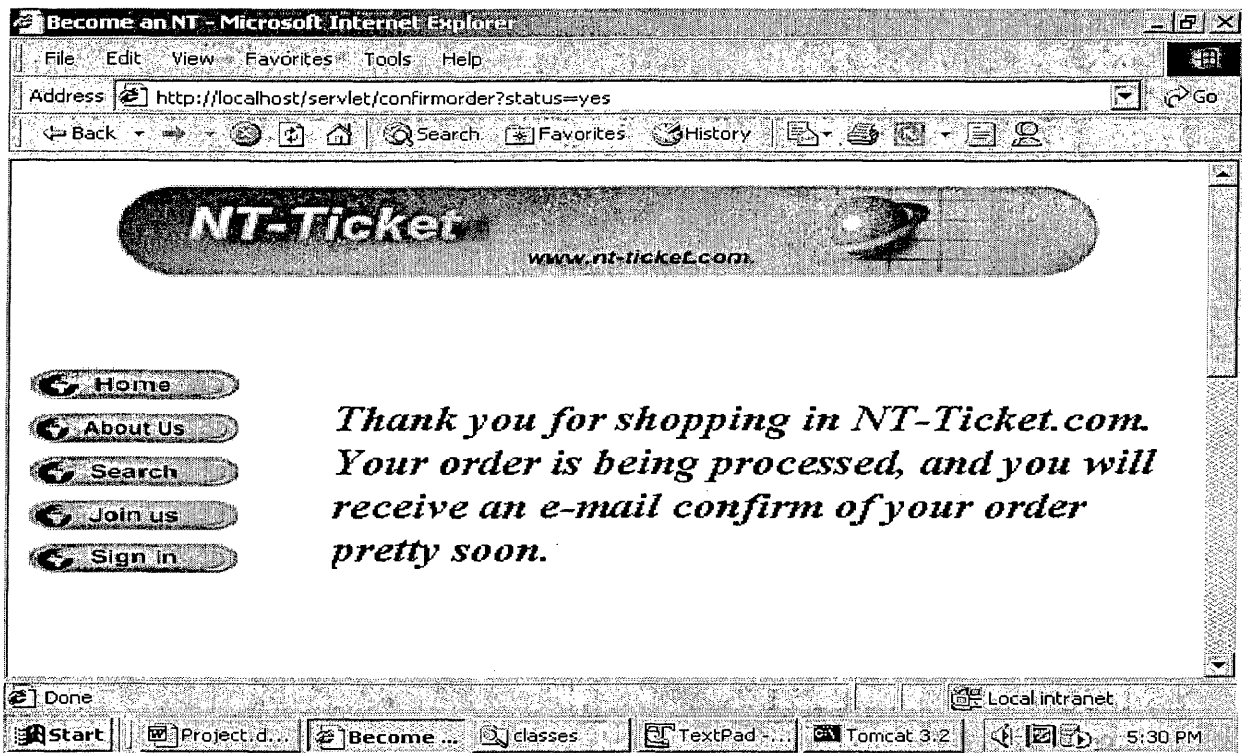 Become an NT - Microsoft Internet Explorer
File Edit View Favorites Tools Help
Address http://localhost/servlet/confirmorder?status=yes Go
Back Search Favorites History
NT-Ticket
www.nt-ticket.com
Home
About Us
Search
Join us
Sign in
Thank you for shopping in NT-Ticket.com.
Your order is being processed, and you will
receive an e-mail confirm of your order
pretty soon.
Done Local intranet
Start Project.d... Become ... classes TextPad -... Tomcat 3.2 5:30 PM